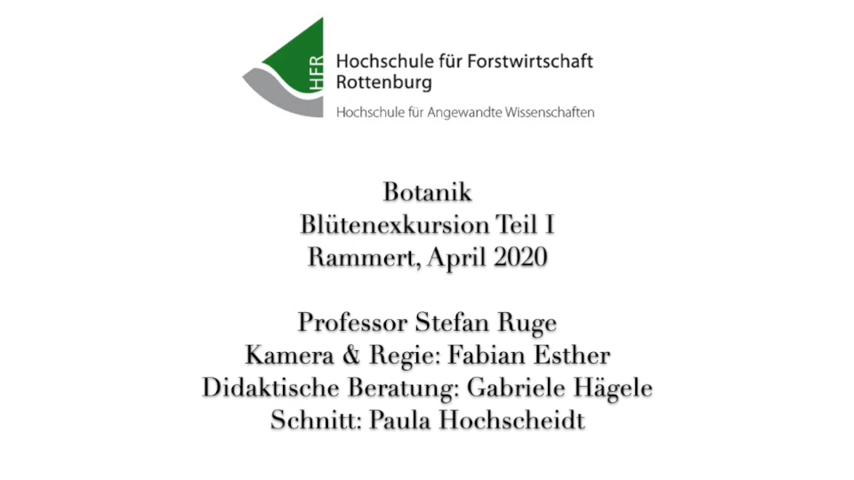 HFR
Hochschule für Forstwirtschaft
Rottenburg
Hochschule für Angewandte Wissenschaften
Botanik
Blütenexkursion Teil I
Rammert, April 2020
Professor Stefan Ruge
Kamera & Regie: Fabian Esther
Didaktische Beratung: Gabriele Hägele
Schnitt: Paula Hochscheidt